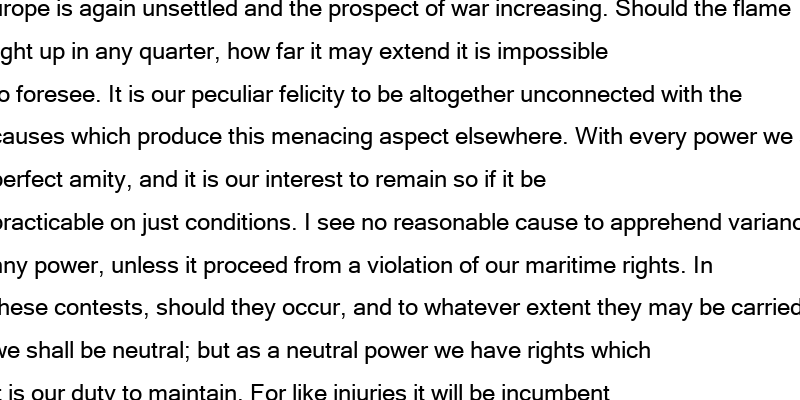 urope is again unsettled and the prospect of war increasing. Should the flame
ght up in any quarter, how far it may extend it is impossible
o foresee. It is our peculiar felicity to be altogether unconnected with the
causes which produce this menacing aspect elsewhere. With every power we
perfect amity, and it is our interest to remain so if it be
practicable on just conditions. I see no reasonable cause to apprehend varianc
any power, unless it proceed from a violation of our maritime rights. In
these contests, should they occur, and to whatever extent they may be carried
we shall be neutral; but as a neutral power we have rights which
t is our duty to maintain. For like injuries it will be incumbent